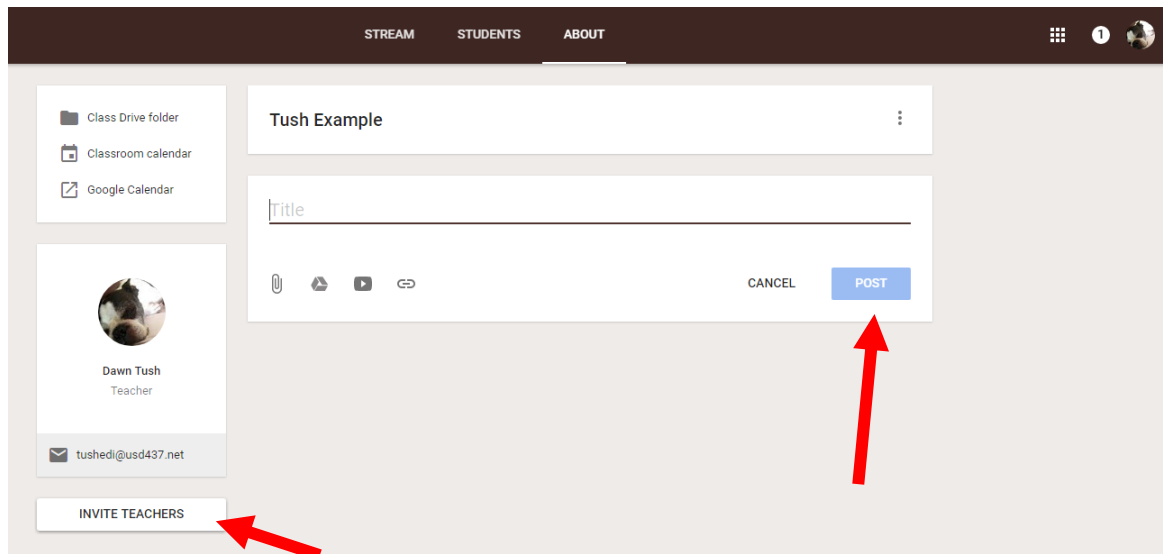 STREAM STUDENTS ABOUT 1
Class Drive folder
Classroom calendar
Google Calendar
Tush Example
Title
CANCEL POST
Dawn Tush
Teacher
tushedi@usd437.net
INVITE TEACHERS